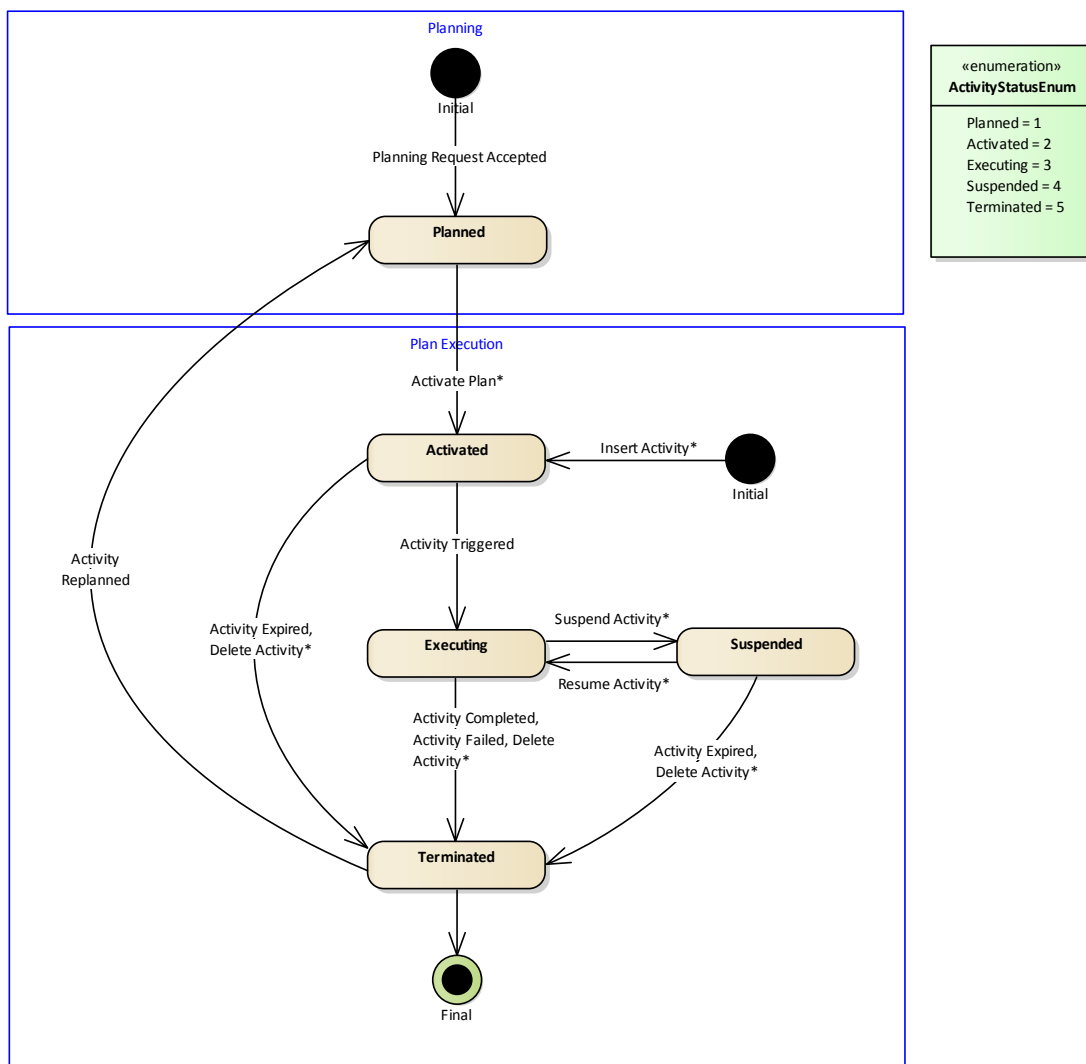 Planning
Initial
Planning Request Accepted
Planned
«enumeration»
ActivityStatusEnum
Planned = 1
Activated = 2
Executing = 3
Suspended = 4
Terminated = 5
Plan Execution
Activate Plan*
Activated
Insert Activity*
Initial
Activity Triggered
Activity
Replanned
Activity Expired,
Delete Activity*
Executing
Suspend Activity*
Resume Activity*
Suspended
Activity Completed,
Activity Failed, Delete
Activity*
Activity Expired,
Delete Activity*
Terminated
Final